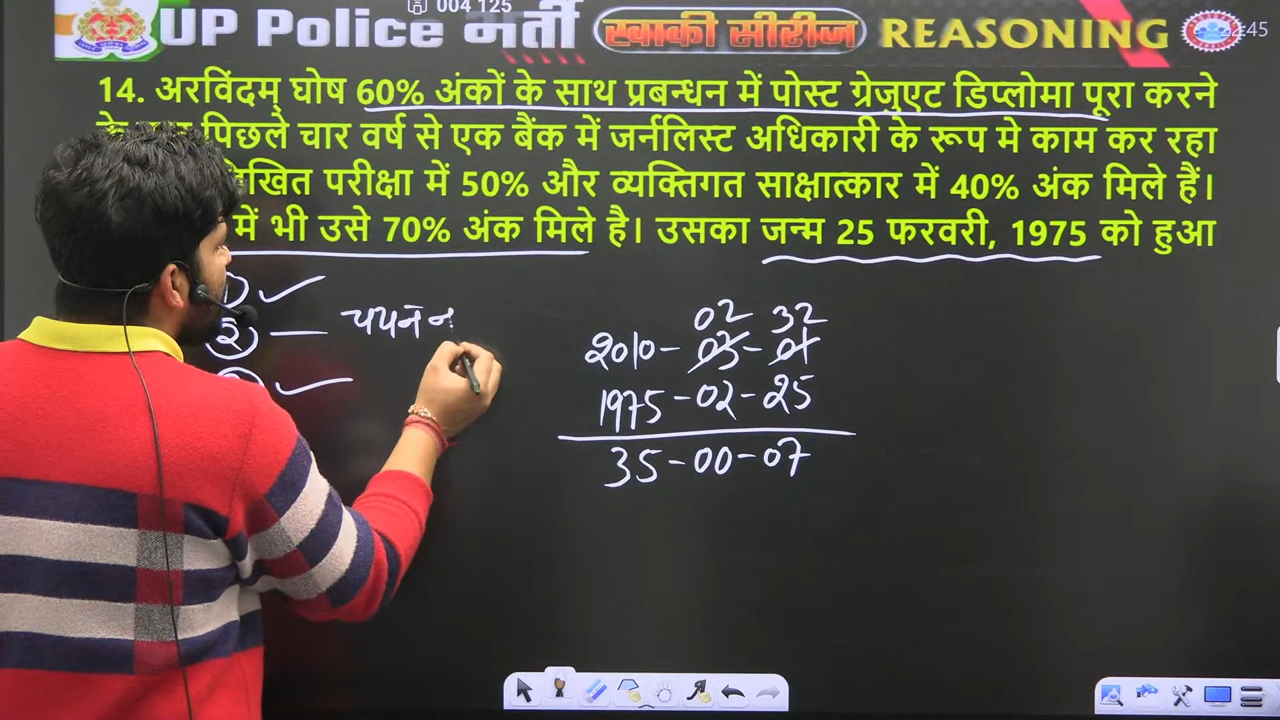 004 125
UP Police भर्ती खाकी सीरीज REASONING
:45
14. अरविंदम् घोष 60% अंकों के साथ प्रबन्धन में पोस्ट ग्रेजुएट डिप्लोमा पूरा करने
पिछले चार वर्ष से एक बैंक में जर्नलिस्ट अधिकारी के रूप मे काम कर रहा
परीक्षा में 50% और व्यक्तिगत साक्षात्कार में 40% अंक मिले हैं।
में भी उसे 70% अंक मिले है। उसका जन्म 25 फरवरी, 1975 को हुआ
चयन न
02 32
2010-03-01
1975-02-25
35-00-07